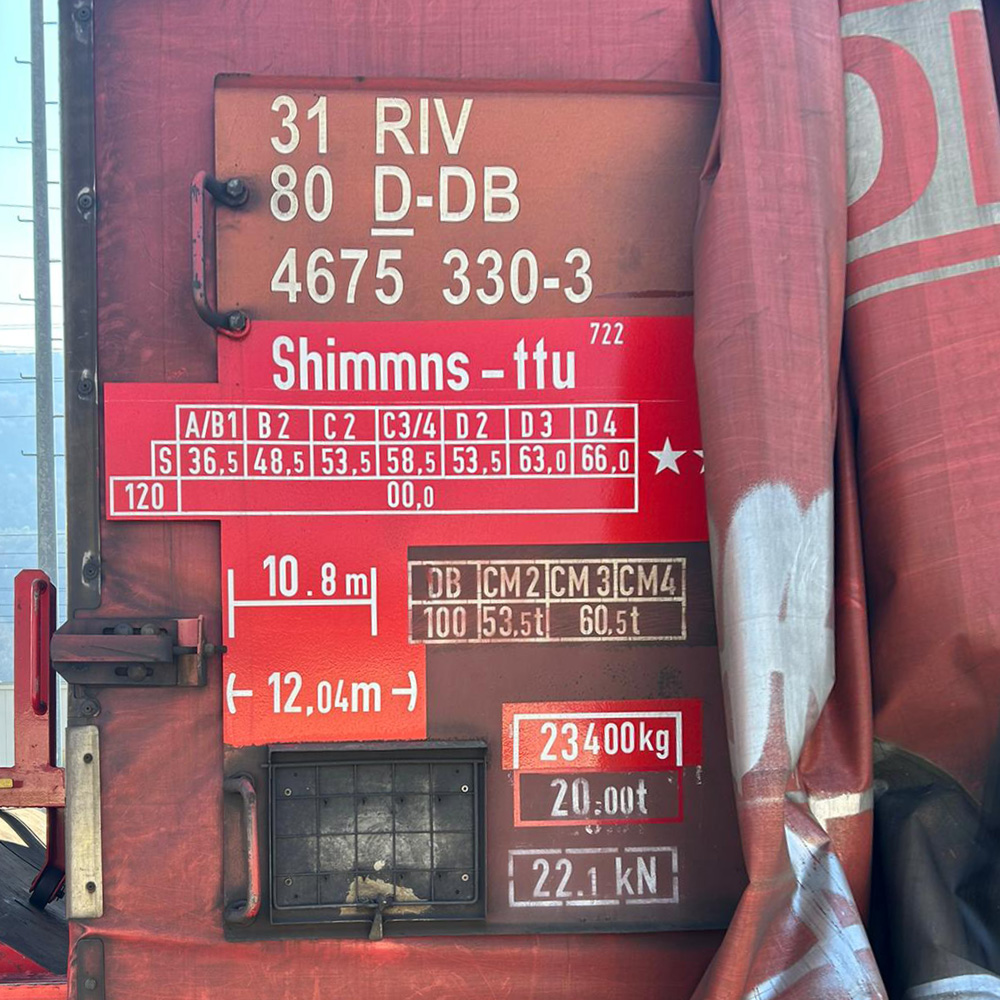 31 RIV
80 D-DB
4675 330-3
Shimmns-ttu 722
A/B1 B2 C2 C3/4 D2 D3 D4
S 36,5 48,5 53,5 58,5 53,5 63,0 66,0 ★
120 00,0
10.8 m
DB CM2 CM3 CM4
100 53,5t 60,5t
12,04m
23400kg
20,00t
22.1 kN